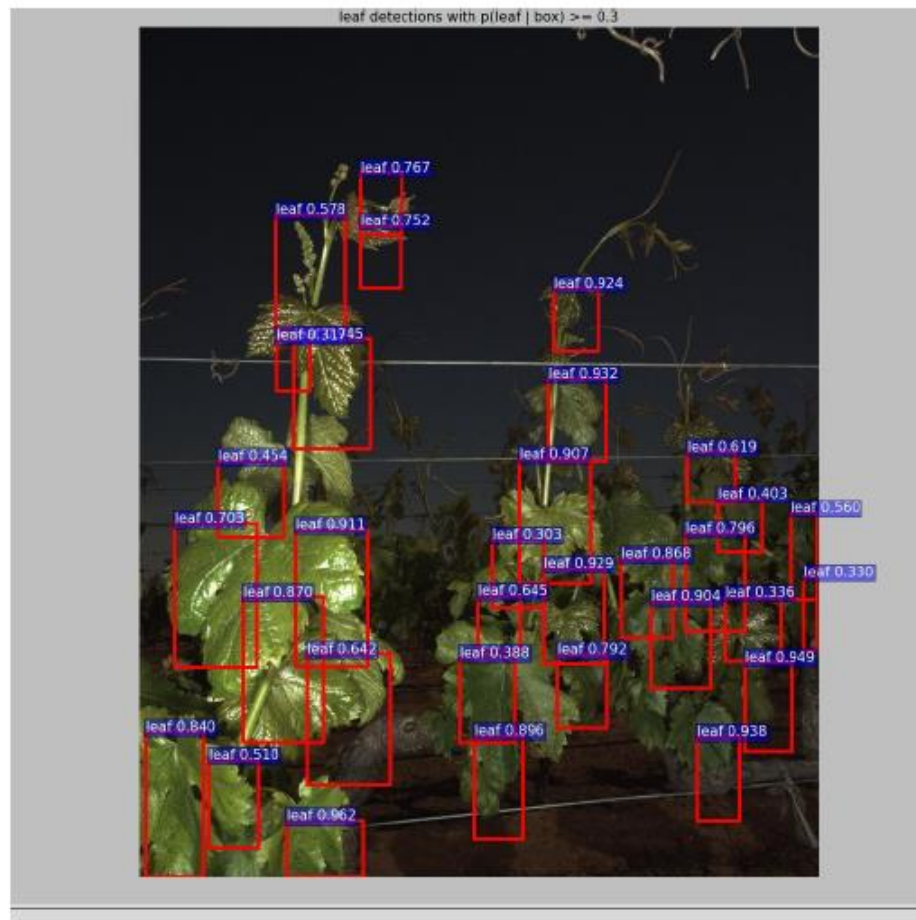 leaf detections with p(leaf | box) >= 0.3
leaf 0.767
leaf 0.578
leaf 0.752
leaf 0.924
745
leaf 0.317
leaf 0.932
leaf 0.619
leaf 0.454
leaf 0.907
leaf 0.403
leaf 0.560
leaf 0.703
leaf 0.911
leaf 0.303
leaf 0.796
leaf 0.929
leaf 0.868
leaf 0.330
leaf 0.870
leaf 0.645
leaf 0.904
leaf 0.336
leaf 0.642
leaf 0.388
leaf 0.792
leaf 0.949
leaf 0.840
leaf 0.896
leaf 0.938
leaf 0.510
leaf 0.962